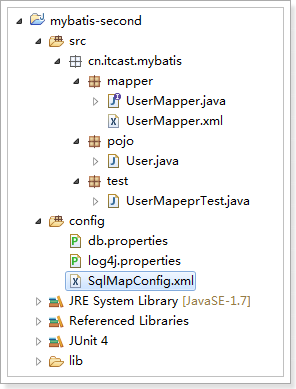 mybatis-second
src
cn.itcast.mybatis
mapper
UserMapper.java
UserMapper.xml
pojo
User.java
test
UserMapeprTest.java
config
db.properties
log4j.properties
SqlMapConfig.xml
JRE System Library [JavaSE-1.7]
Referenced Libraries
JUnit 4
lib